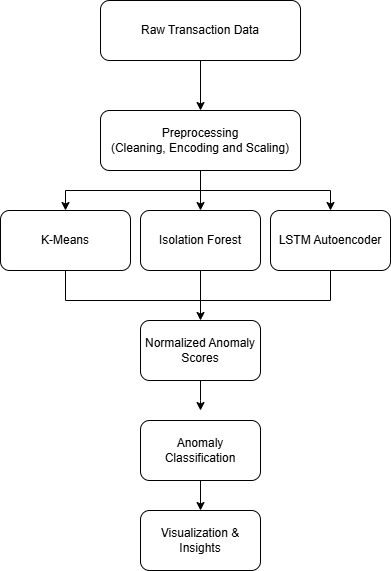 Raw Transaction Data
Preprocessing
(Cleaning, Encoding and Scaling)
K-Means
Isolation Forest
LSTM Autoencoder
Normalized Anomaly
Scores
Anomaly
Classification
Visualization &
Insights